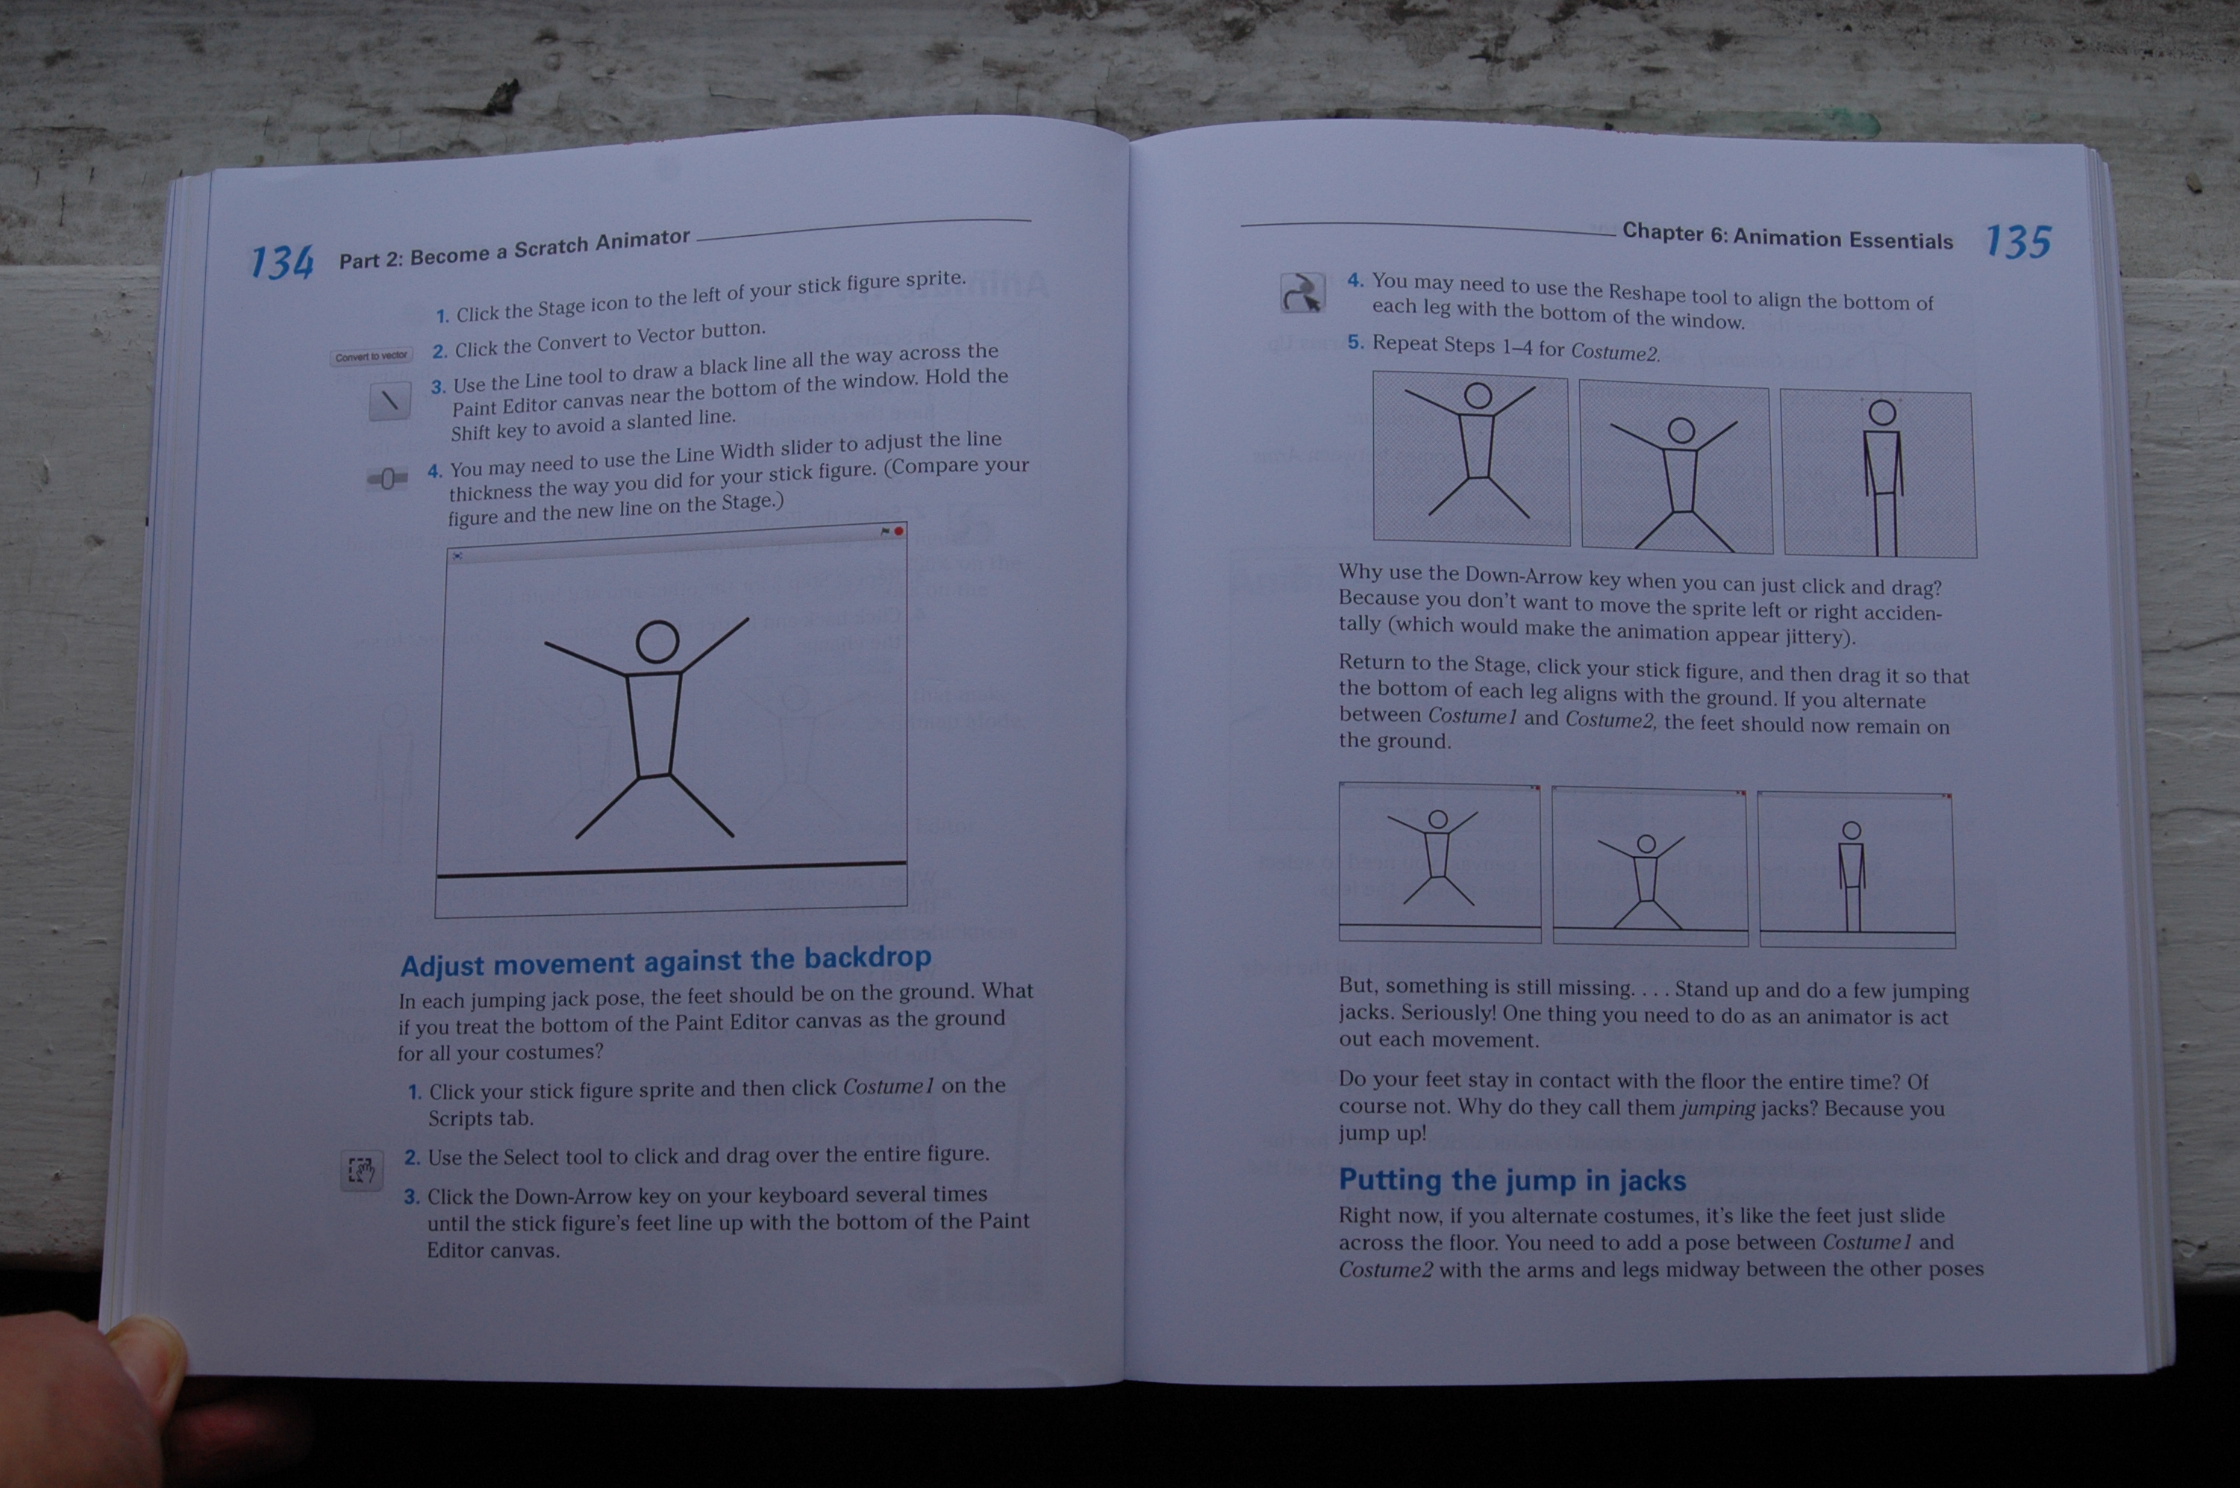 134 Part 2: Become a Scratch Animator
1. Click the Stage icon to the left of your stick figure sprite.
Convert to vector
2. Click the Convert to Vector button.
3. Use the Line tool to draw a black line all the way across the
Paint Editor canvas near the bottom of the window. Hold the
Shift key to avoid a slanted line.
4. You may need to use the Line Width slider to adjust the line
thickness the way you did for your stick figure. (Compare your
figure and the new line on the Stage.)
Adjust movement against the backdrop
In each jumping jack pose, the feet should be on the ground. What
if you treat the bottom of the Paint Editor canvas as the ground
for all your costumes?
1. Click your stick figure sprite and then click Costume1 on the
Scripts tab.
2. Use the Select tool to click and drag over the entire figure.
3. Click the Down-Arrow key on your keyboard several times
until the stick figure's feet line up with the bottom of the Paint
Editor canvas.
Chapter 6: Animation Essentials 135
4. You may need to use the Reshape tool to align the bottom of
each leg with the bottom of the window.
5. Repeat Steps 1–4 for Costume2.
Why use the Down-Arrow key when you can just click and drag?
Because you don't want to move the sprite left or right acciden-
tally (which would make the animation appear jittery).
Return to the Stage, click your stick figure, and then drag it so that
the bottom of each leg aligns with the ground. If you alternate
between Costume1 and Costume2, the feet should now remain on
the ground.
But, something is still missing. . . . Stand up and do a few jumping
jacks. Seriously! One thing you need to do as an animator is act
out each movement.
Do your feet stay in contact with the floor the entire time? Of
course not. Why do they call them jumping jacks? Because you
jump up!
Putting the jump in jacks
Right now, if you alternate costumes, it's like the feet just slide
across the floor. You need to add a pose between Costume1 and
Costume2 with the arms and legs midway between the other poses